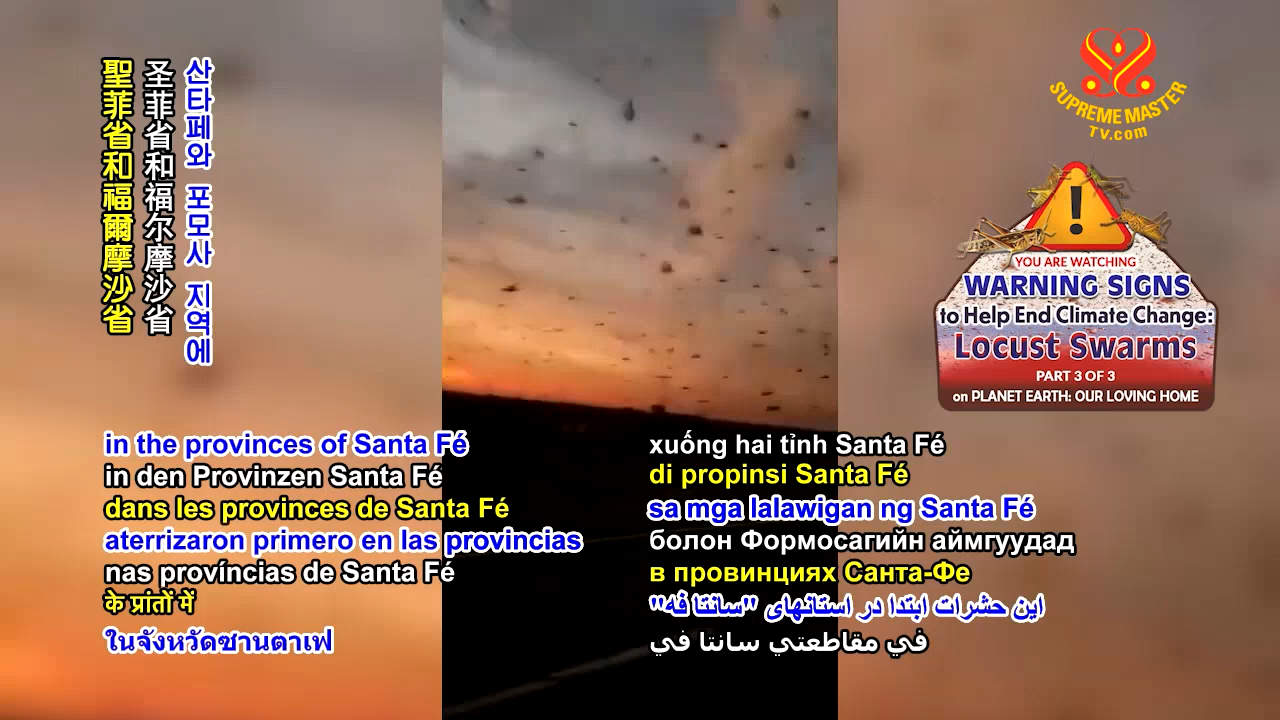 聖菲省和福爾摩沙省
圣菲省和福尔摩沙省
산타페와 포모사 지역에
SUPREME MASTER
TV.com
YOU ARE WATCHING
WARNING SIGNS
to Help End Climate Change:
Locust Swarms
PART 3 OF 3
on PLANET EARTH: OUR LOVING HOME
in the provinces of Santa Fé
in den Provinzen Santa Fé
dans les provinces de Santa Fé
aterrizaron primero en las provincias
nas províncias de Santa Fé
के प्रांतों में
ในจังหวัดซานตาเฟ
xuống hai tỉnh Santa Fé
di propinsi Santa Fé
sa mga lalawigan ng Santa Fé
болон Формосагийн аймгуудад
в провинциях Санта-Фе
این حشرات ابتدا در استانهای "سانتا فه"
في مقاطعتي سانتا في